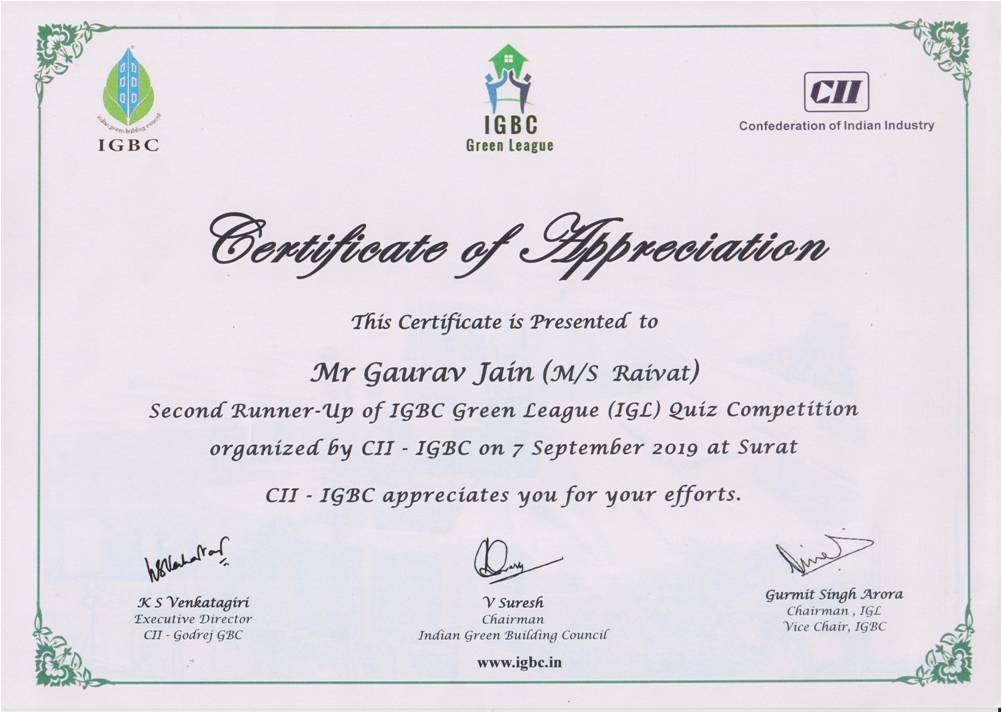 indian green building council
IGBC
IGBC
Green League
CII
Confederation of Indian Industry
Certificate of Appreciation
This Certificate is Presented to
Mr Gaurav Jain (M/S Raivat)
Second Runner-Up of IGBC Green League (IGL) Quiz Competition
organized by CII - IGBC on 7 September 2019 at Surat
CII - IGBC appreciates you for your efforts.
K S Venkatagiri
Executive Director
CII - Godrej GBC
V Suresh
Chairman
Indian Green Building Council
Gurmit Singh Arora
Chairman , IGL
Vice Chair, IGBC
www.igbc.in